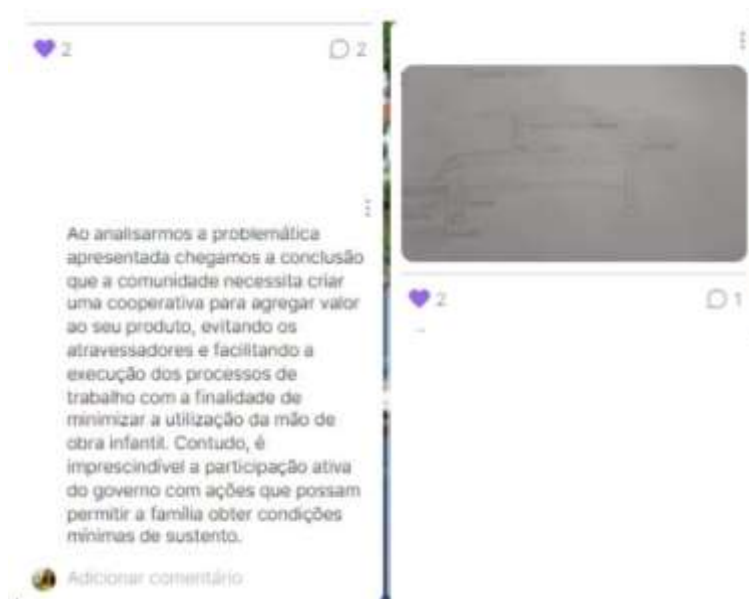 2
2
Ao analisarmos a problemática
apresentada chegamos a conclusão
que a comunidade necessita criar
uma cooperativa para agregar valor
ao seu produto, evitando os
atravessadores e facilitando a
execução dos processos de
trabalho com a finalidade de
minimizar a utilização da mão de
obra infantil. Contudo, é
imprescindível a participação ativa
do governo com ações que possam
permitir a família obter condições
mínimas de sustento.
Adicionar comentário
2
1